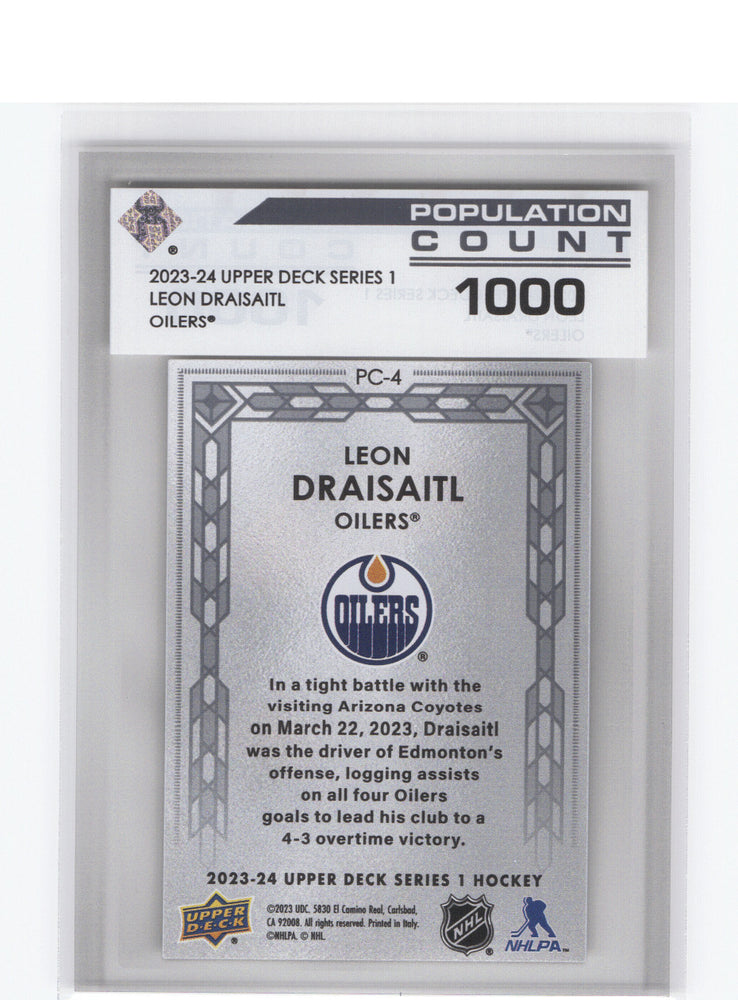 POPULATION
COUNT
1000
®
2023-24 UPPER DECK SERIES 1
LEON DRAISAITL
OILERS®
PC-4
LEON
DRAISAITL
OILERS®
OILERS
®
In a tight battle with the
visiting Arizona Coyotes
on March 22, 2023, Draisaitl
was the driver of Edmonton's
offense, logging assists
on all four Oilers
goals to lead his club to a
4-3 overtime victory.
2023-24 UPPER DECK SERIES 1 HOCKEY
UPPER
D·E·C·K
®
©2023 UDC. 5830 El Camino Real, Carlsbad,
CA 92008. All rights reserved. Printed in Italy.
©NHLPA. © NHL.
NHL
®
NHLPA™